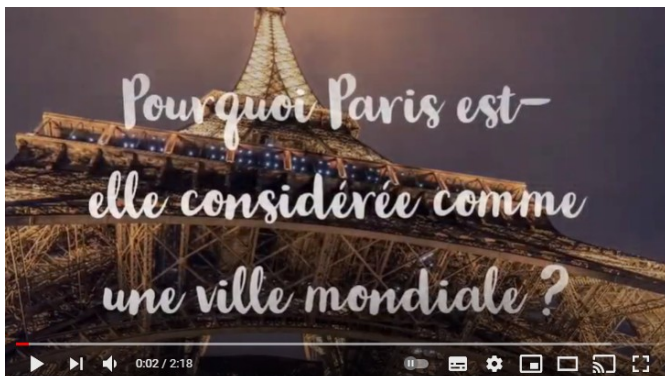 Pourquoi Paris est-
elle considérée comme
une ville mondiale ?
0:02 / 2:18